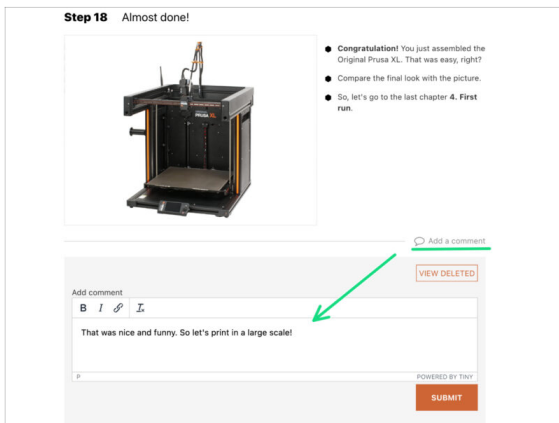 Step 18 Almost done!
PRUSA XL
Congratulation! You just assembled the
Original Prusa XL. That was easy, right?
Compare the final look with the picture.
So, let's go to the last chapter 4. First
run.
Add a comment
VIEW DELETED
Add comment
B I
That was nice and funny. So let's print in a large scale!
P POWERED BY TINY
SUBMIT